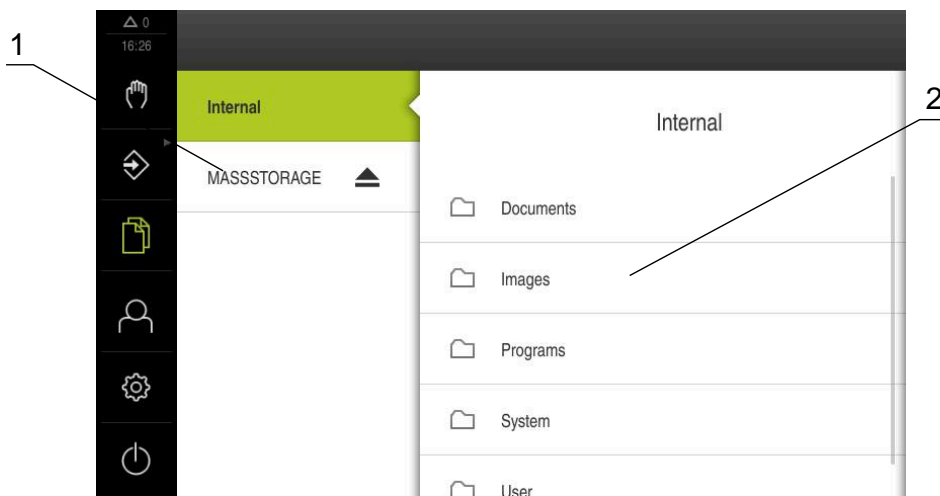 1
0
16:26
Internal
MASSSTORAGE
Internal
2
Documents
Images
Programs
System
User